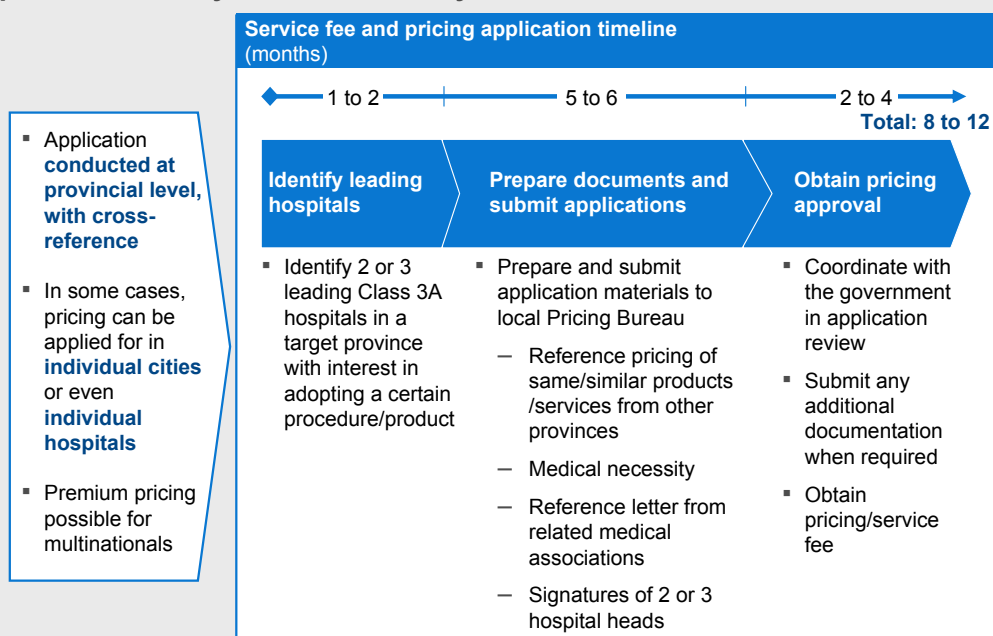 Service fee and pricing application timeline
(months)
1 to 2
5 to 6
2 to 4
Total: 8 to 12
▪ Application
conducted at
provincial level,
with cross-
reference
▪ In some cases,
pricing can be
applied for in
individual cities
or even
individual
hospitals
▪ Premium pricing
possible for
multinationals
Identify leading
hospitals
▪ Identify 2 or 3
leading Class 3A
hospitals in a
target province
with interest in
adopting a certain
procedure/product
Prepare documents and
submit applications
▪ Prepare and submit
application materials to
local Pricing Bureau
– Reference pricing of
same/similar products
/services from other
provinces
– Medical necessity
– Reference letter from
related medical
associations
– Signatures of 2 or 3
hospital heads
Obtain pricing
approval
▪ Coordinate with
the government
in application
review
▪ Submit any
additional
documentation
when required
▪ Obtain
pricing/service
fee